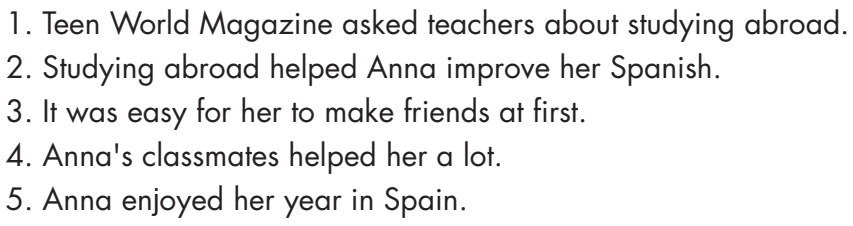 1. Teen World Magazine asked teachers about studying abroad.
2. Studying abroad helped Anna improve her Spanish.
3. It was easy for her to make friends at first.
4. Anna's classmates helped her a lot.
5. Anna enjoyed her year in Spain.